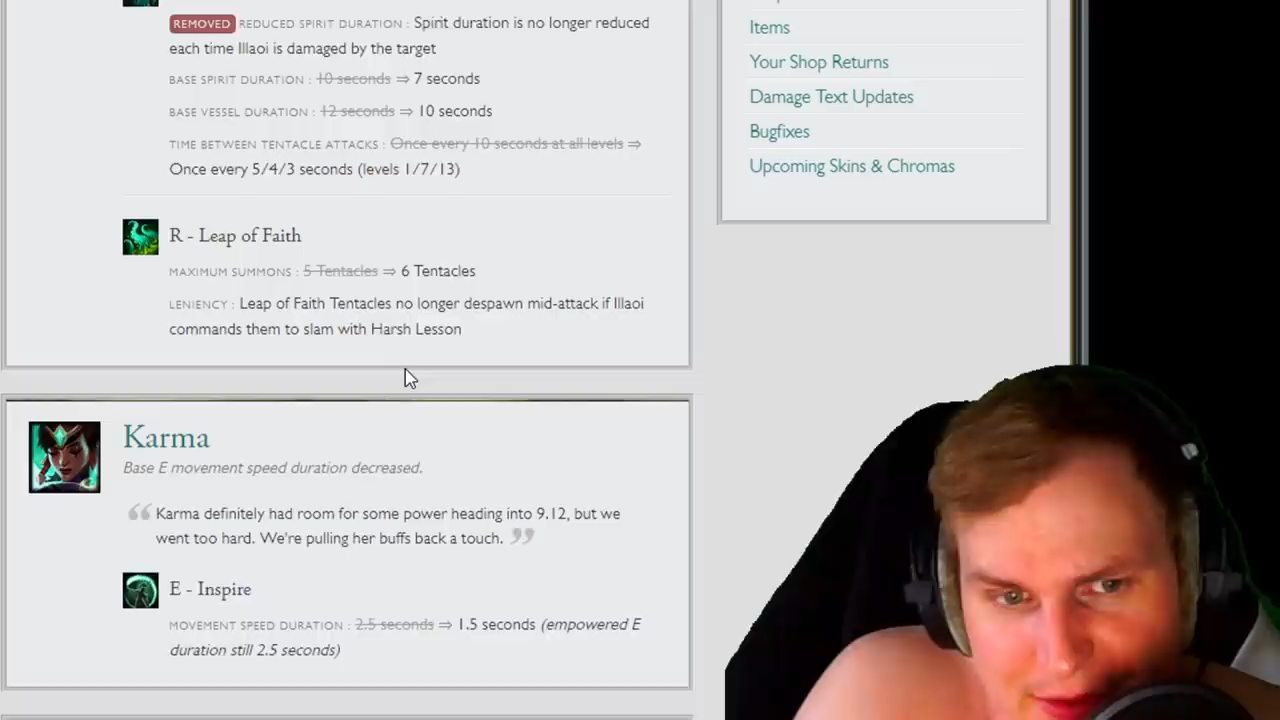 REMOVED REDUCED SPIRIT DURATION : Spirit duration is no longer reduced
each time Illaoi is damaged by the target
BASE SPIRIT DURATION : 10 seconds ⇒ 7 seconds
BASE VESSEL DURATION : 12 seconds ⇒ 10 seconds
TIME BETWEEN TENTACLE ATTACKS : Once every 10 seconds at all levels ⇒
Once every 5/4/3 seconds (levels 1/7/13)
R - Leap of Faith
MAXIMUM SUMMONS : 5 Tentacles ⇒ 6 Tentacles
LENIENCY : Leap of Faith Tentacles no longer despawn mid-attack if Illaoi
commands them to slam with Harsh Lesson
Karma
Base E movement speed duration decreased.
“ Karma definitely had room for some power heading into 9.12, but we
went too hard. We're pulling her buffs back a touch. ”
E - Inspire
MOVEMENT SPEED DURATION : 2.5 seconds ⇒ 1.5 seconds (empowered E
duration still 2.5 seconds)
Items
Your Shop Returns
Damage Text Updates
Bugfixes
Upcoming Skins & Chromas